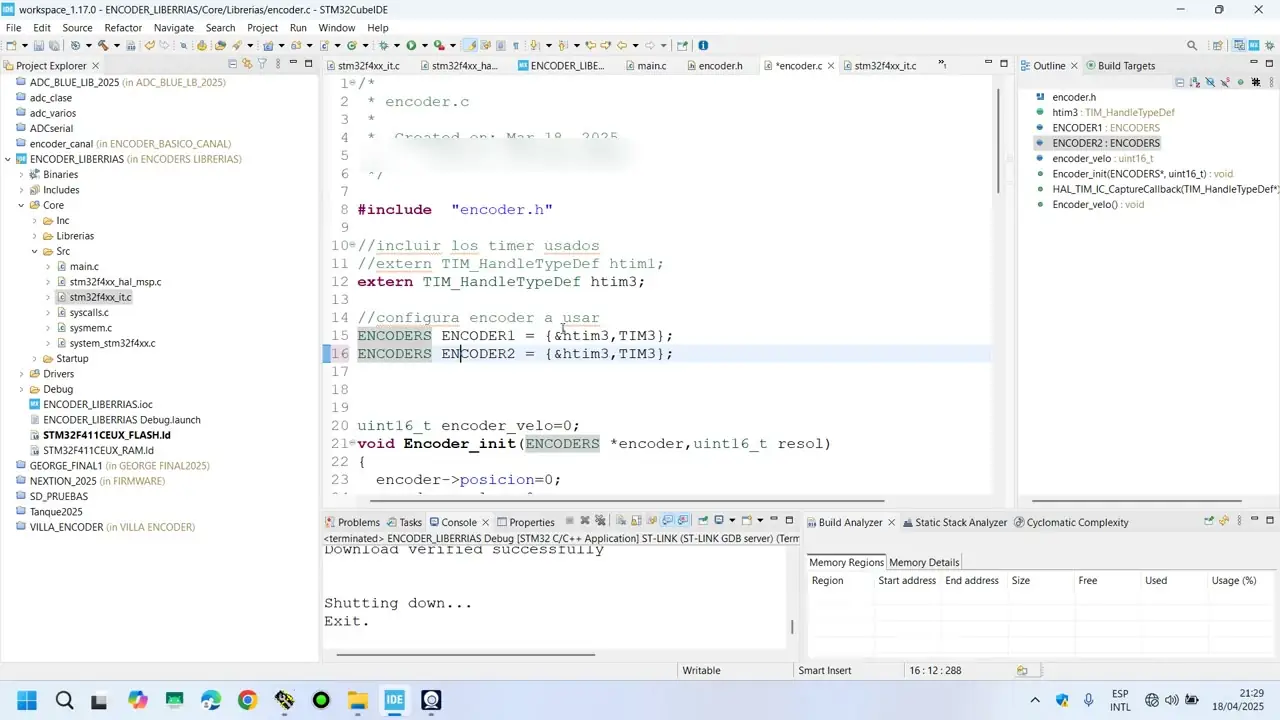 workspace_1.17.0 - ENCODER_LIBERRIAS/Core/Librerias/encoder.c - STM32CubeIDE
File Edit Source Refactor Navigate Search Project Run Window Help
Project Explorer
ADC_BLUE_LIB_2025 (in ADC_BLUE_LB_2025)
adc_clase
adc_varios
ADCserial
encoder_canal (in ENCODER_BASICO_CANAL)
ENCODER_LIBERRIAS (in ENCODERS LIBRERIAS)
Binaries
Includes
Core
Inc
Librerias
Src
main.c
stm32f4xx_hal_msp.c
stm32f4xx_it.c
syscalls.c
sysmem.c
system_stm32f4xx.c
Startup
Drivers
Debug
ENCODER_LIBERRIAS.ioc
ENCODER_LIBERRIAS Debug.launch
STM32F411CEUX_FLASH.ld
STM32F411CEUX_RAM.ld
GEORGE_FINAL1 (in GEORGE FINAL2025)
NEXTION_2025 (in FIRMWARE)
SD_PRUEBAS
Tanque2025
VILLA_ENCODER (in VILLA ENCODER)
stm32f4xx_it.c stm32f4xx_ha... ENCODER_LIBE... main.c encoder.h *encoder.c stm32f4xx_it.c
1 /*
2  * encoder.c
3  *
4  *  Created on: Mar 18, 2025
5
6  */
7
8 #include  "encoder.h"
9
10 //incluir los timer usados
11 //extern TIM_HandleTypeDef htim1;
12 extern TIM_HandleTypeDef htim3;
13
14 //configura encoder a usar
15 ENCODERS ENCODER1 = {&htim3,TIM3};
16 ENCODERS ENCODER2 = {&htim3,TIM3};
17
18
19
20 uint16_t encoder_velo=0;
21 void Encoder_init(ENCODERS *encoder,uint16_t resol)
22 {
23   encoder->posicion=0;
Outline Build Targets
encoder.h
htim3 : TIM_HandleTypeDef
ENCODER1 : ENCODERS
ENCODER2 : ENCODERS
encoder_velo : uint16_t
Encoder_init(ENCODERS*, uint16_t) : void
HAL_TIM_IC_CaptureCallback(TIM_HandleTypeDef*)
Encoder_velo() : void
Problems Tasks Console Properties
<terminated> ENCODER_LIBERRIAS Debug [STM32 C/C++ Application] ST-LINK (ST-LINK GDB server) (Term
Download verified successfully
Shutting down...
Exit.
Build Analyzer Static Stack Analyzer Cyclomatic Complexity
Memory Regions Memory Details
Region Start address End address Size Free Used Usage (%)
Writable Smart Insert 16 : 12 : 288
IDE
ESP
INTL
21:29
18/04/2025